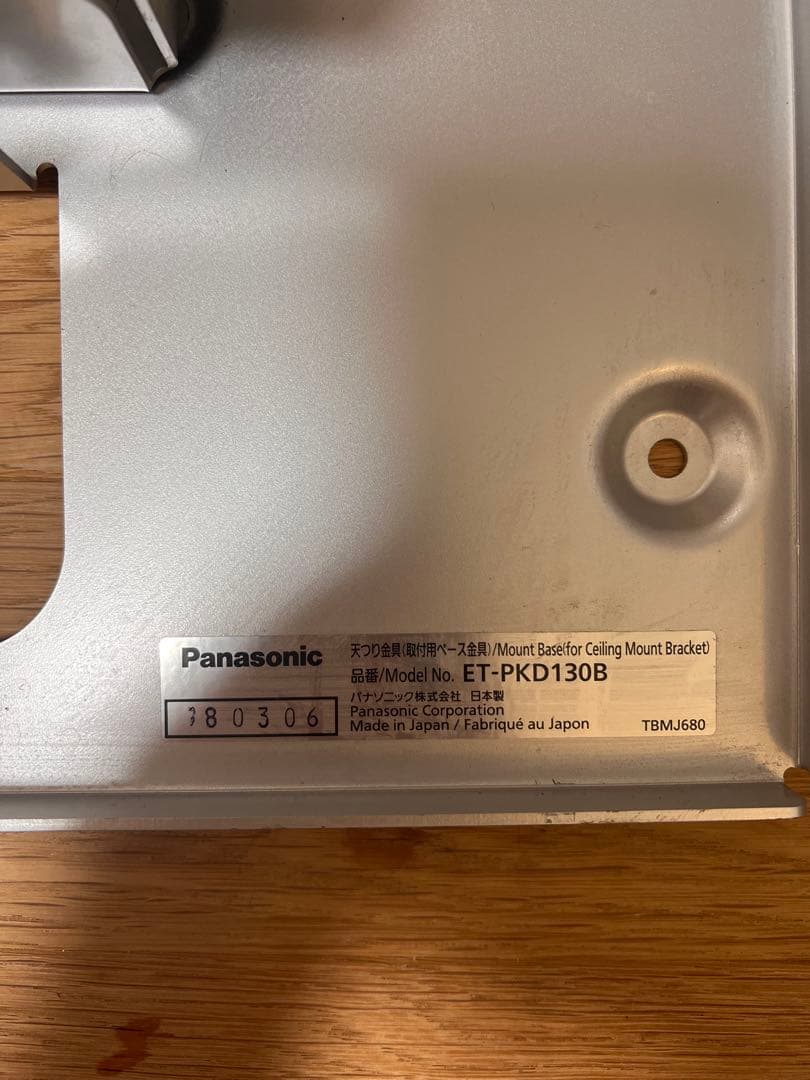 Panasonic
天つり金具(取付用ベース金具)/Mount Base(for Ceiling Mount Bracket)
品番/Model No. ET-PKD130B
パナソニック株式会社 日本製
Panasonic Corporation
Made in Japan / Fabriqué au Japon
TBMJ680
80306